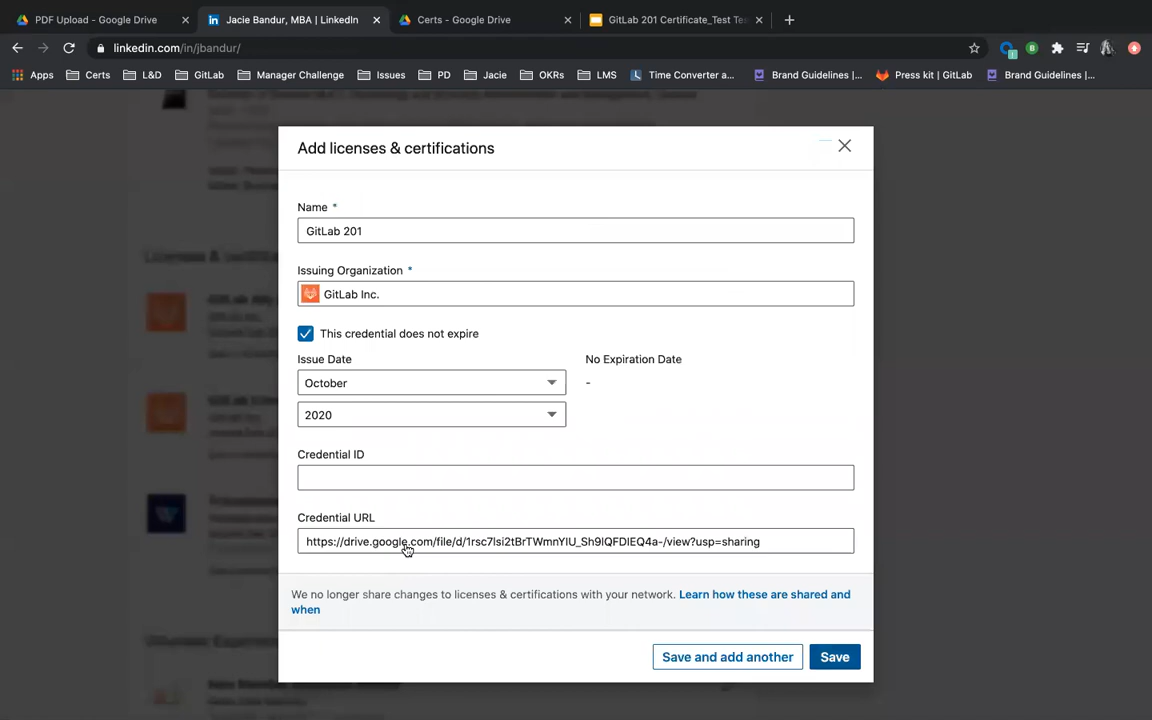 PDF Upload - Google Drive
Jacie Bandur, MBA | LinkedIn
Certs - Google Drive
GitLab 201 Certificate_Test Te
linkedin.com/in/jbandur/
Apps Certs L&D GitLab Manager Challenge Issues PD Jacie OKRs LMS Time Converter a... Brand Guidelines |... Press kit | GitLab Brand Guidelines |...
Add licenses & certifications
Name *
GitLab 201
Issuing Organization *
GitLab Inc.
This credential does not expire
Issue Date No Expiration Date
October -
2020
Credential ID
Credential URL
https://drive.google.com/file/d/1rsc7lsi2tBrTWmnYIU_Sh9IQFDIEQ4a-/view?usp=sharing
We no longer share changes to licenses & certifications with your network. Learn how these are shared and
when
Save and add another Save